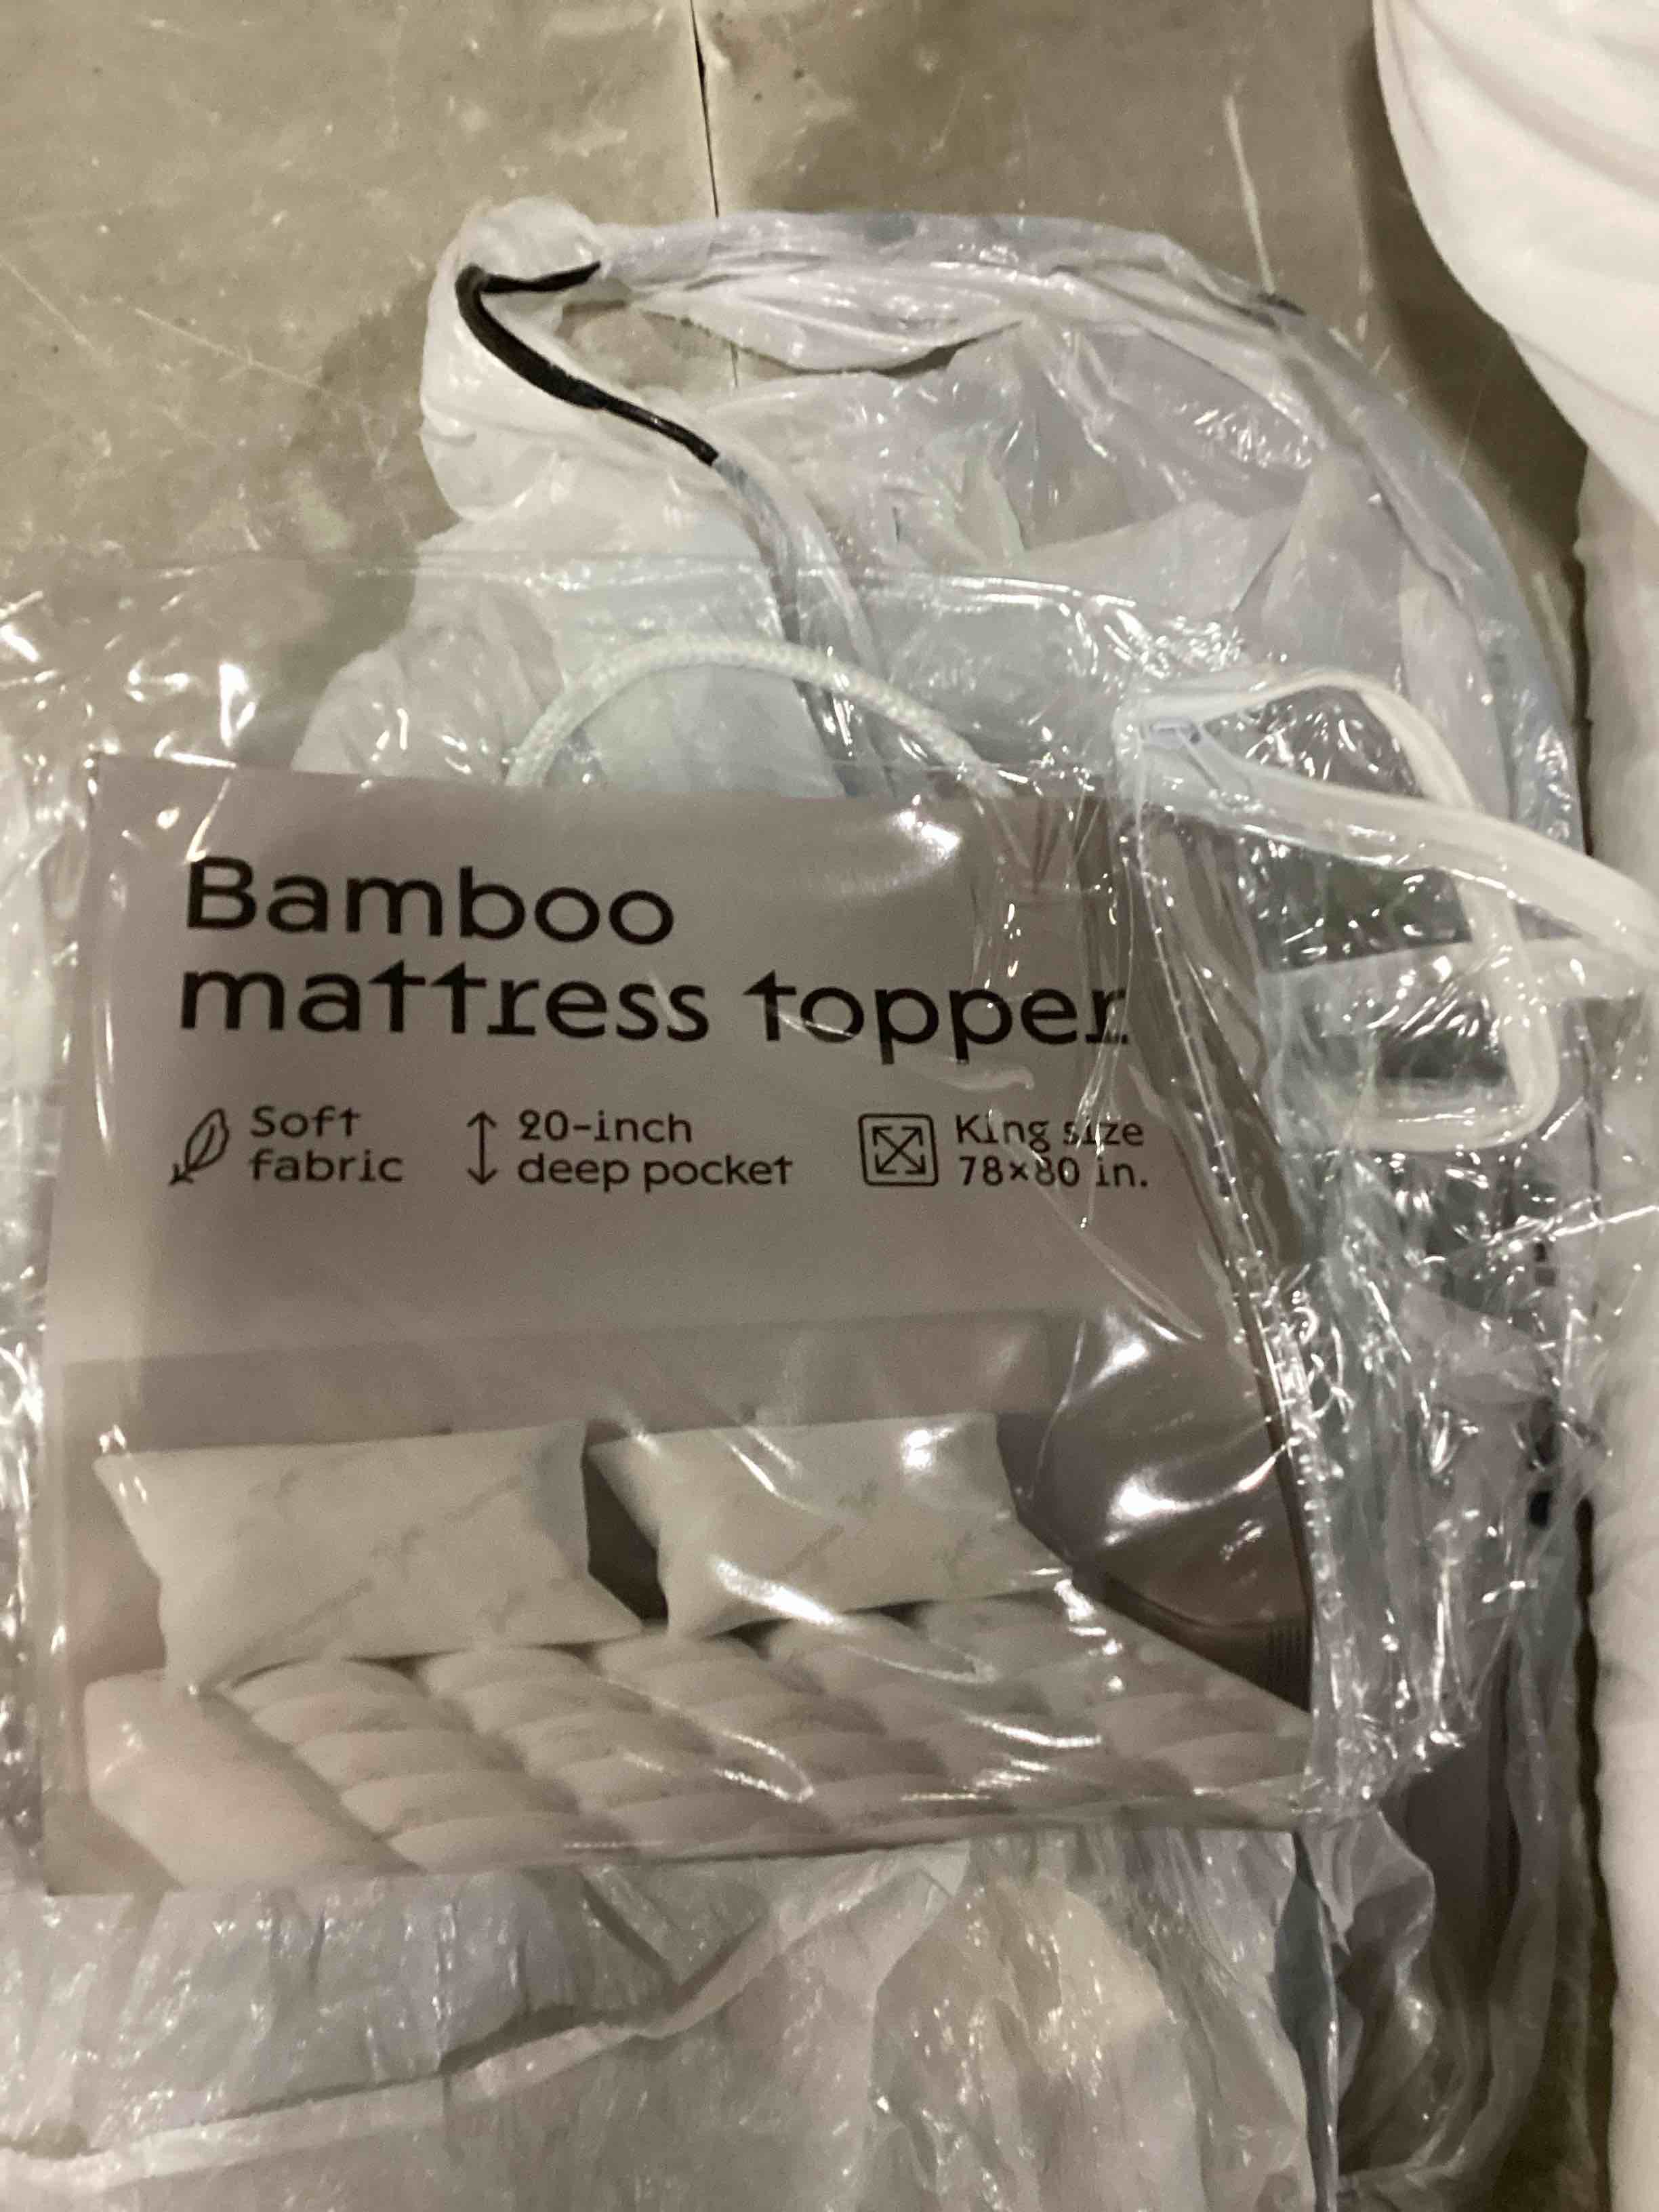 Bamboo
mattress topper
Soft
fabric
20-inch
deep pocket
King size
78×80 in.